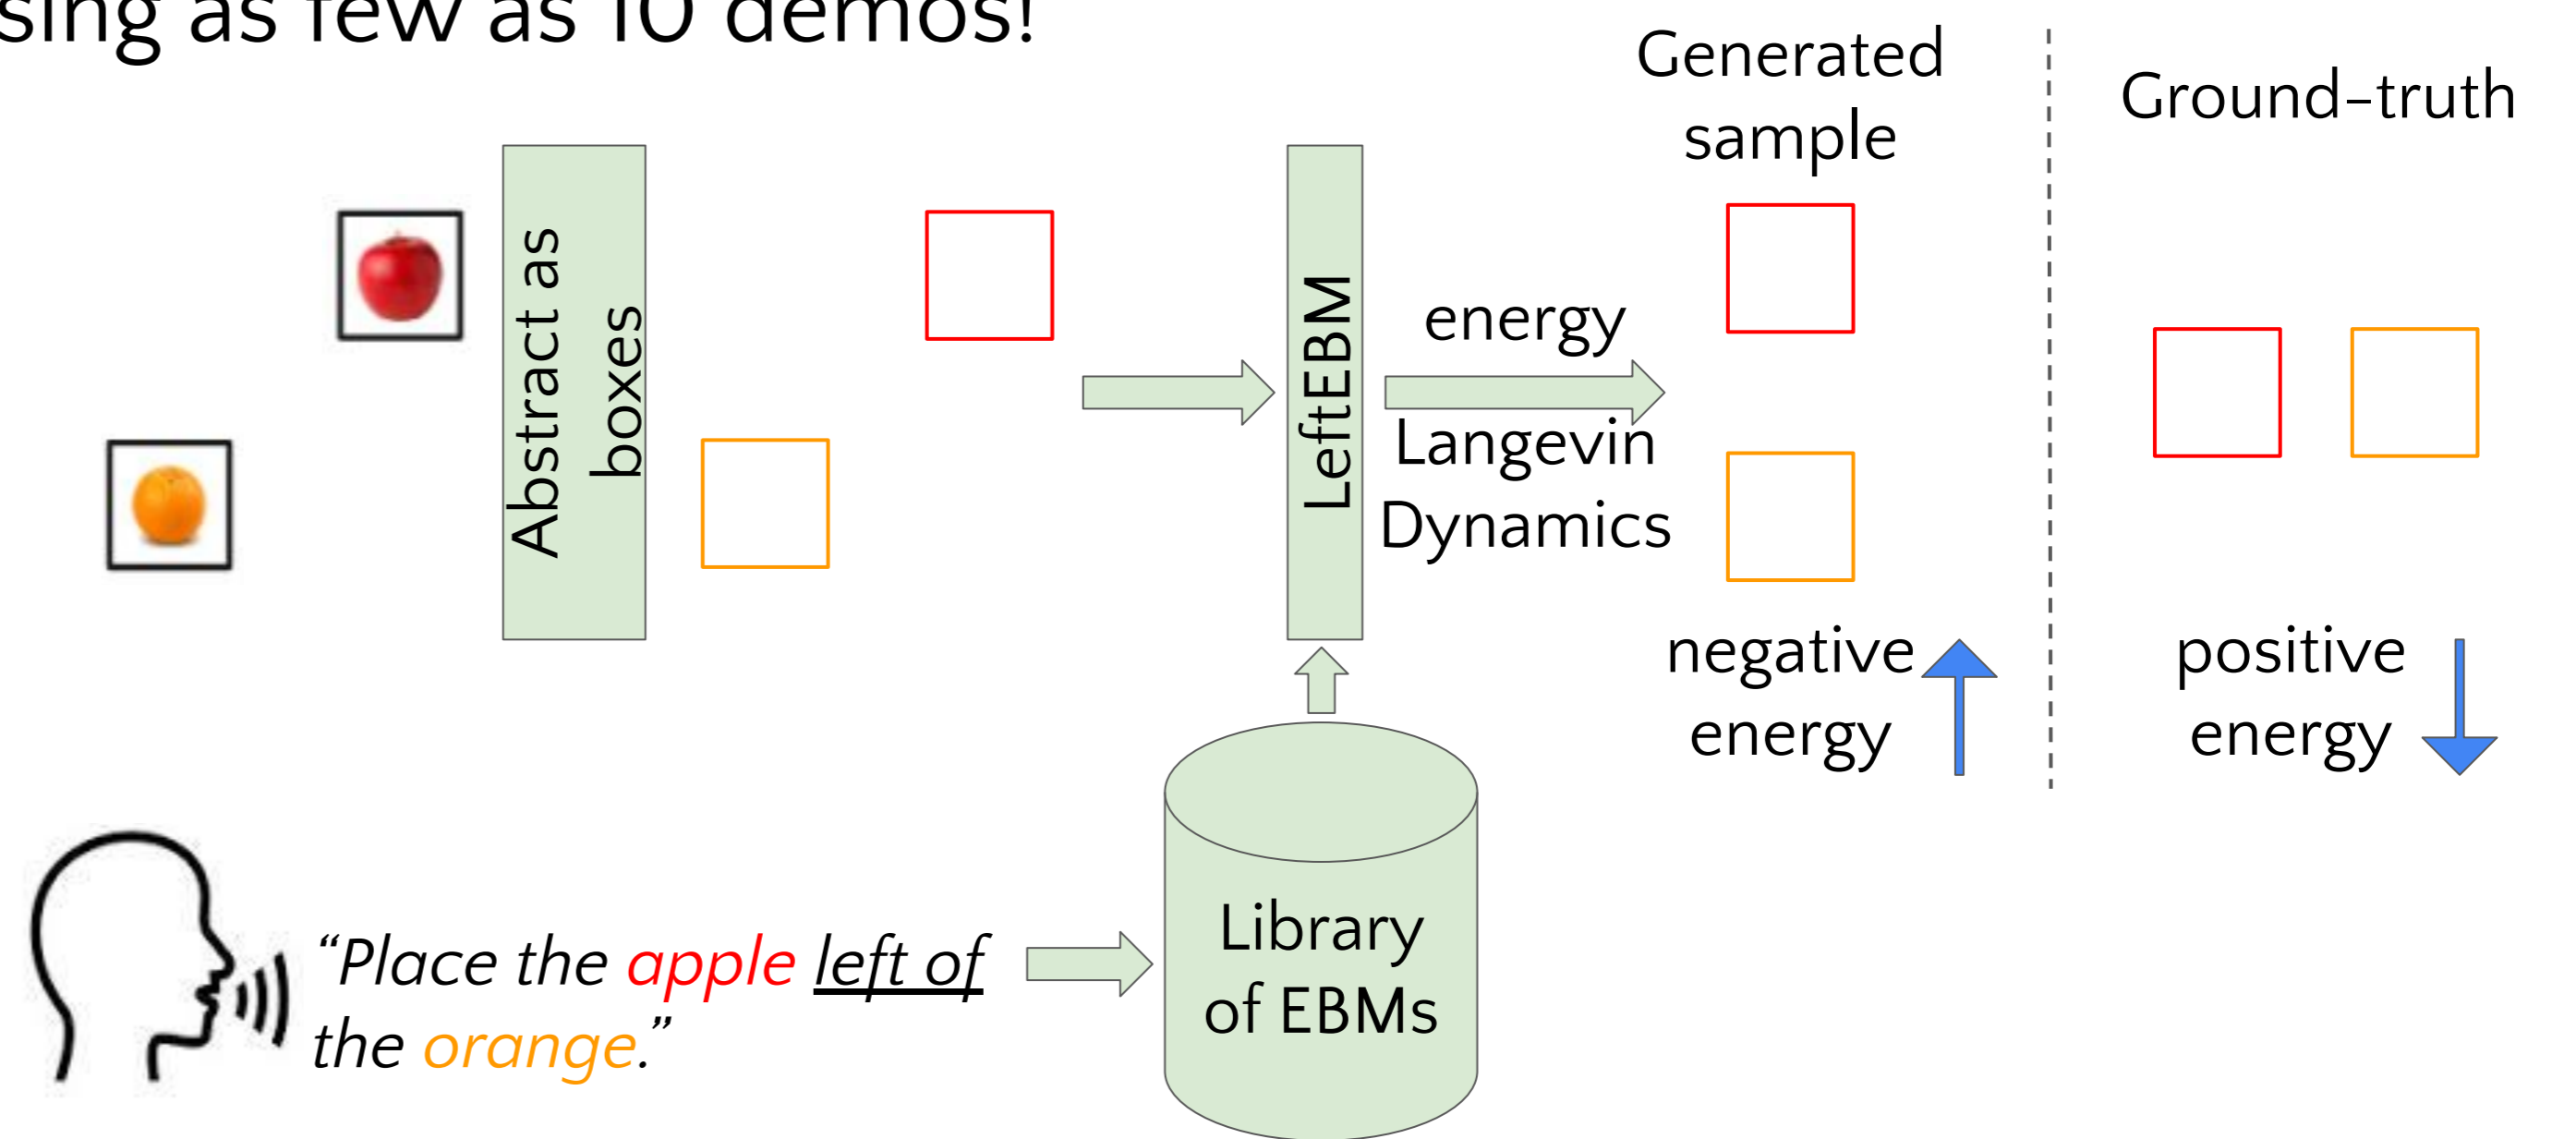 sing as few as 10 demos!
Generated
sample
Ground-truth
Abstract as
boxes
LeftEBM
energy
Langevin
Dynamics
negative
energy
positive
energy
“Place the apple left of
the orange.”
Library
of EBMs